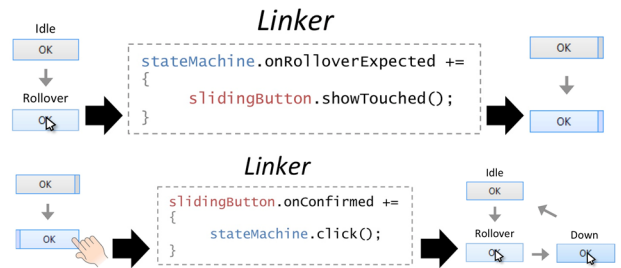 Linker
Idle
OK
Rollover
OK
stateMachine.onRolloverExpected +=
{
slidingButton.showTouched();
}
OK
OK
Linker
OK
OK
slidingButton.onConfirmed +=
{
stateMachine.click();
}
Idle
OK
Rollover
Down
OK
OK